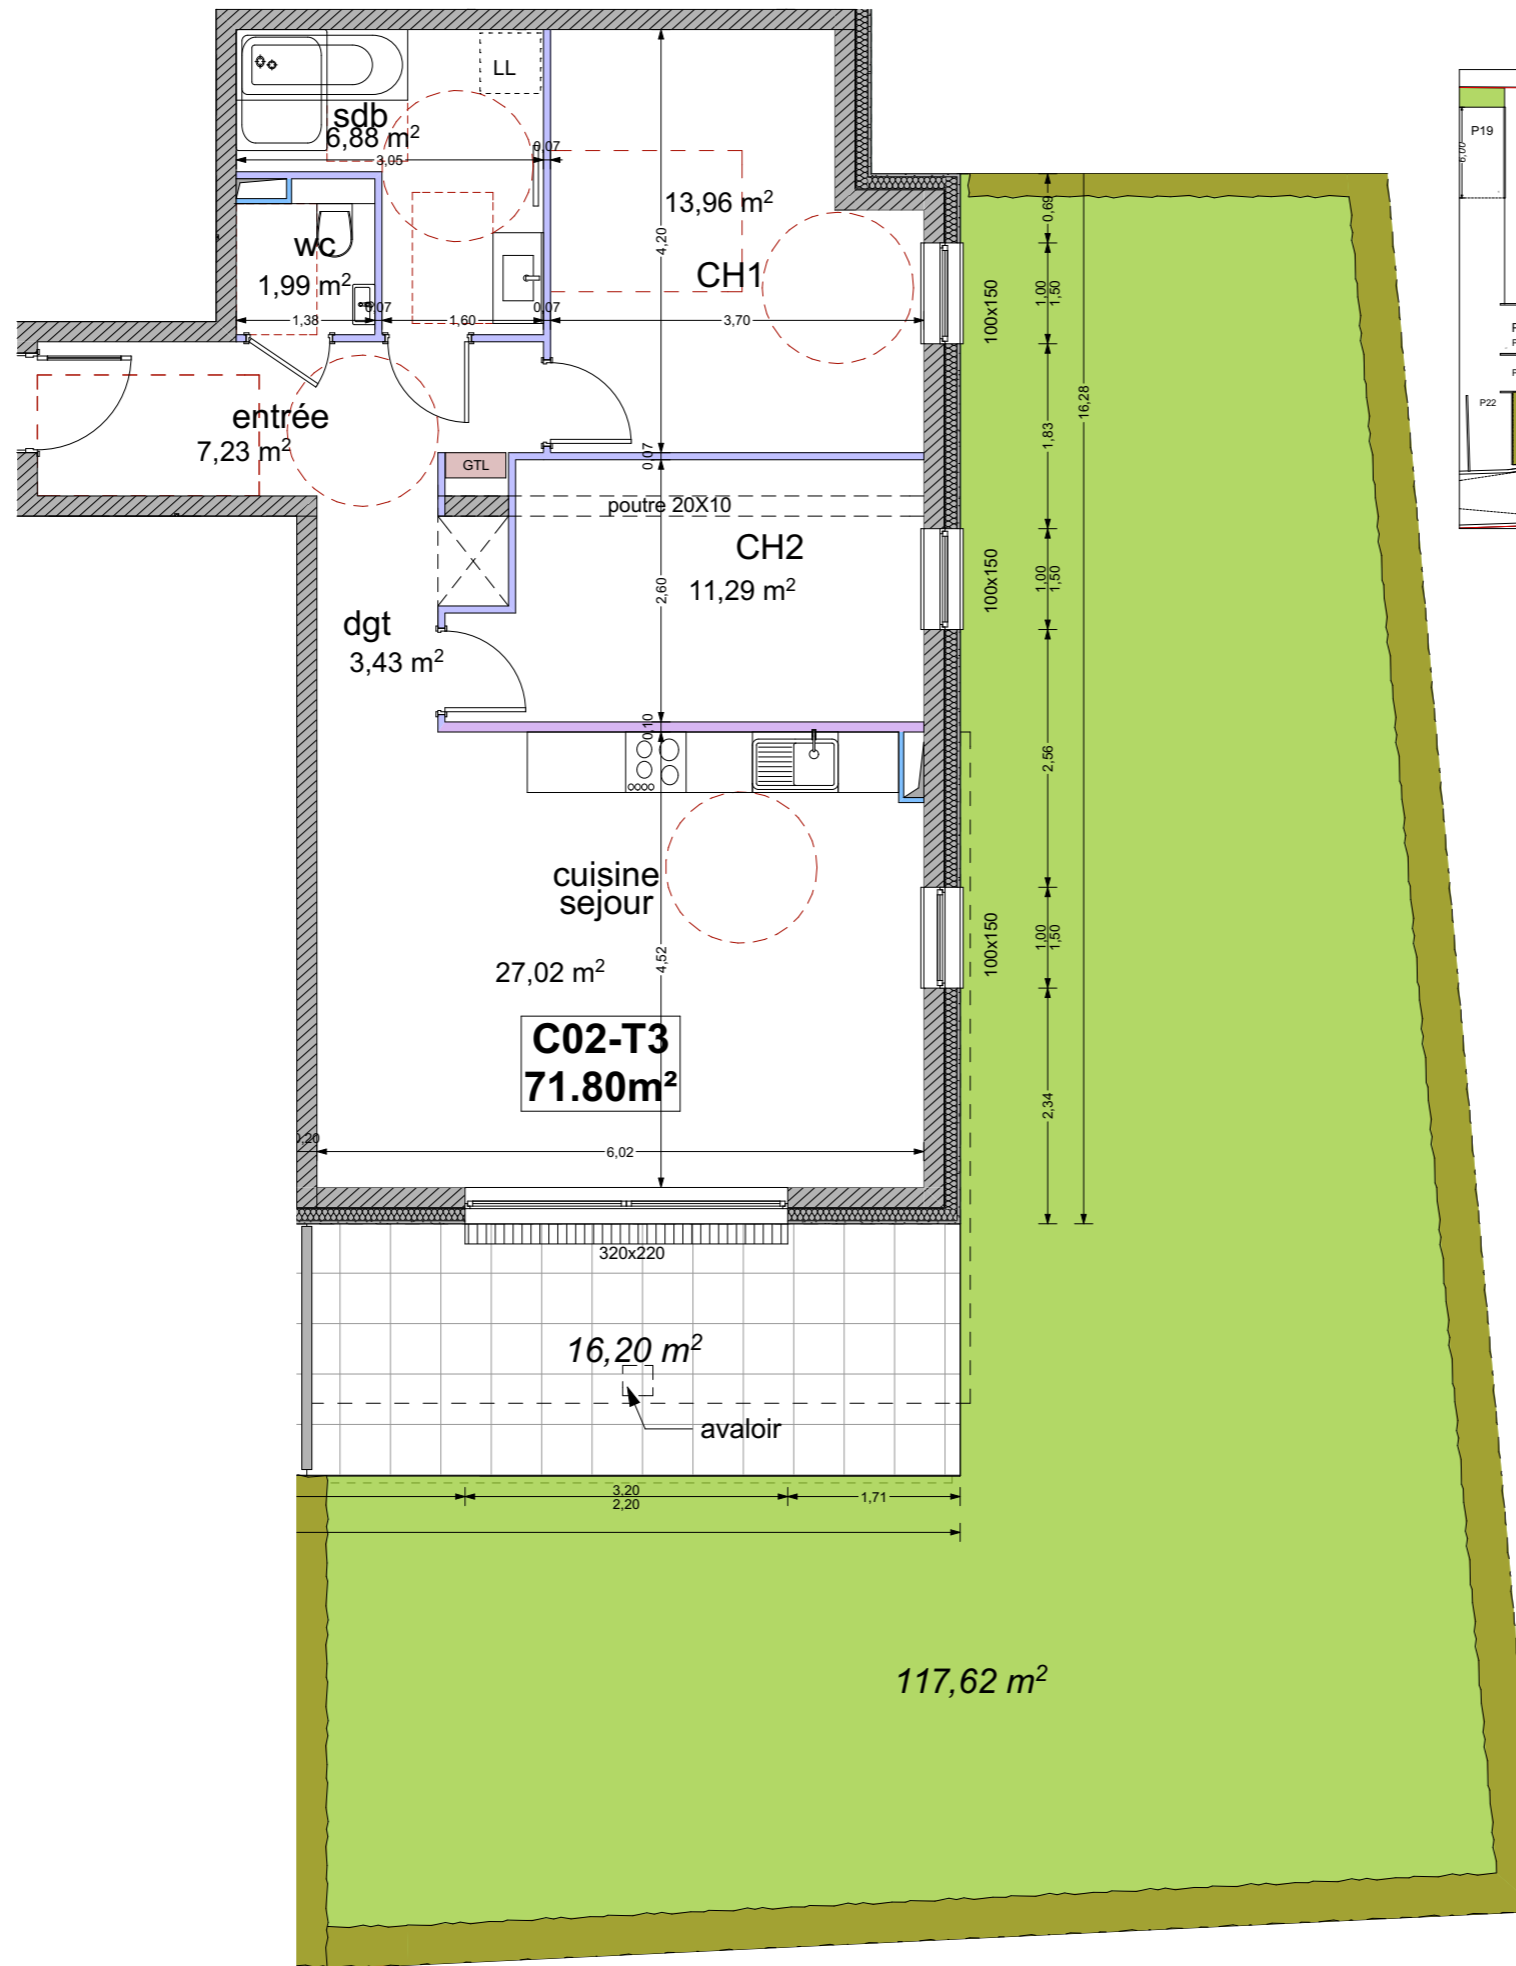 LL
sdb
6,88 m²
3,05
0,07
13,96 m²
4,20
CH1
wc
1,99 m²
0,07
0,07
1,38
1,60
3,70
entrée
7,23 m²
GTL
0,07
poutre 20X10
CH2
11,29 m²
2,60
dgt
3,43 m²
0,10
cuisine
sejour
27,02 m²
4,52
C02-T3
71.80m²
0,20
6,02
320x220
16,20 m²
avaloir
3,20
2,20
1,71
117,62 m²
0,69
1,00
1,50
100x150
1,83
16,28
1,00
1,50
100x150
2,56
1,00
1,50
100x150
2,34
P19
6,00
P22